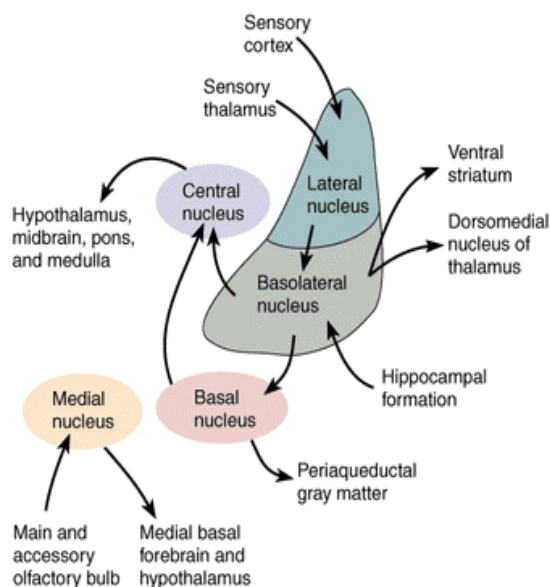 Sensory
cortex
Sensory
thalamus
Ventral
striatum
Central
nucleus
Lateral
nucleus
Hypothalamus,
midbrain, pons,
and medulla
Dorsomedial
nucleus of
thalamus
Basolateral
nucleus
Hippocampal
formation
Medial
nucleus
Basal
nucleus
Periaqueductal
gray matter
Main and
accessory
olfactory bulb
Medial basal
forebrain and
hypothalamus